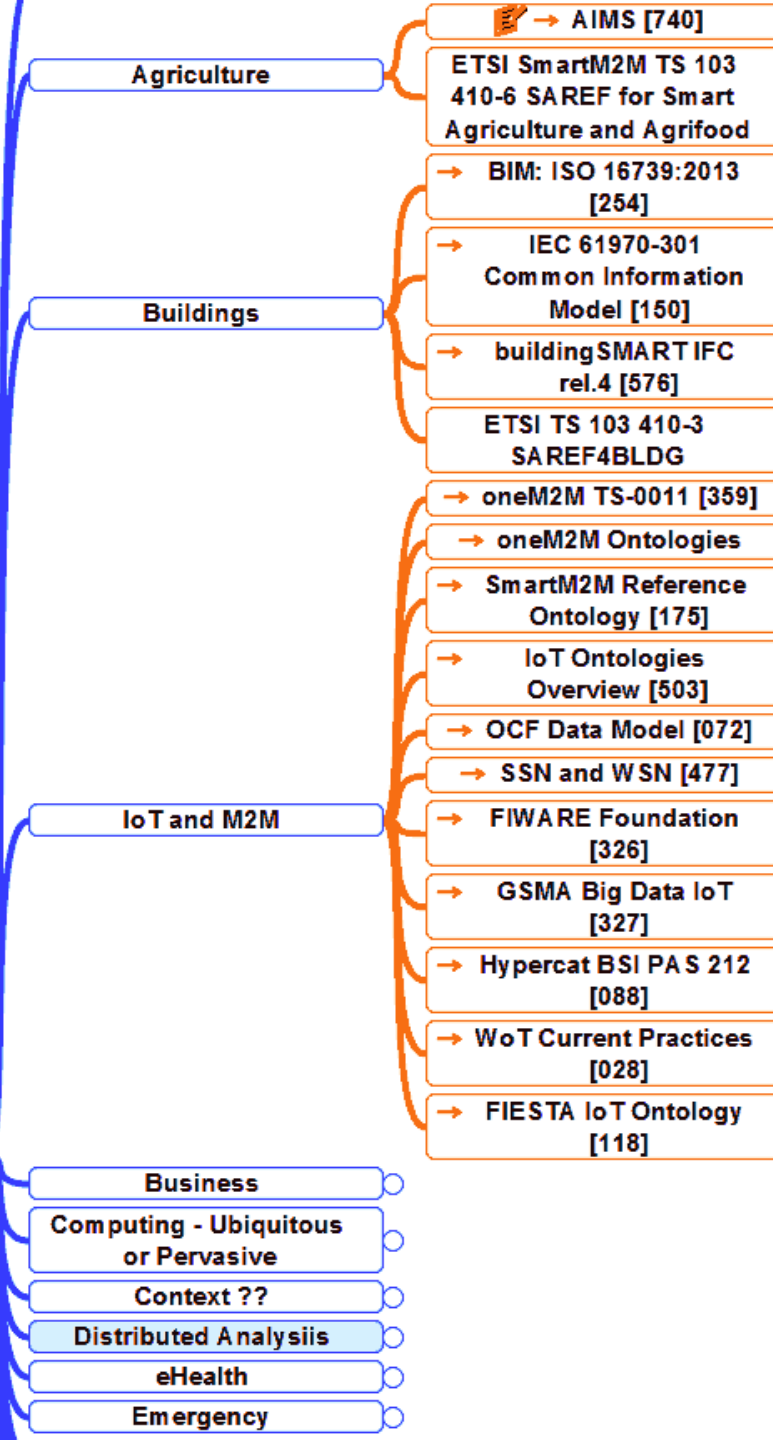 Agriculture
→ AIMS [740]
ETSI SmartM2M TS 103
410-6 SAREF for Smart
Agriculture and Agrifood
Buildings
→ BIM: ISO 16739:2013
[254]
→ IEC 61970-301
Common Information
Model [150]
→ buildingSMART IFC
rel.4 [576]
ETSI TS 103 410-3
SAREF4BLDG
IoT and M2M
→ oneM2M TS-0011 [359]
→ oneM2M Ontologies
→ SmartM2M Reference
Ontology [175]
→ IoT Ontologies
Overview [503]
→ OCF Data Model [072]
→ SSN and WSN [477]
→ FIWARE Foundation
[326]
→ GSMA Big Data IoT
[327]
→ Hypercat BSI PAS 212
[088]
→ WoT Current Practices
[028]
→ FIESTA IoT Ontology
[118]
Business
Computing - Ubiquitous
or Pervasive
Context ??
Distributed Analysiis
eHealth
Emergency